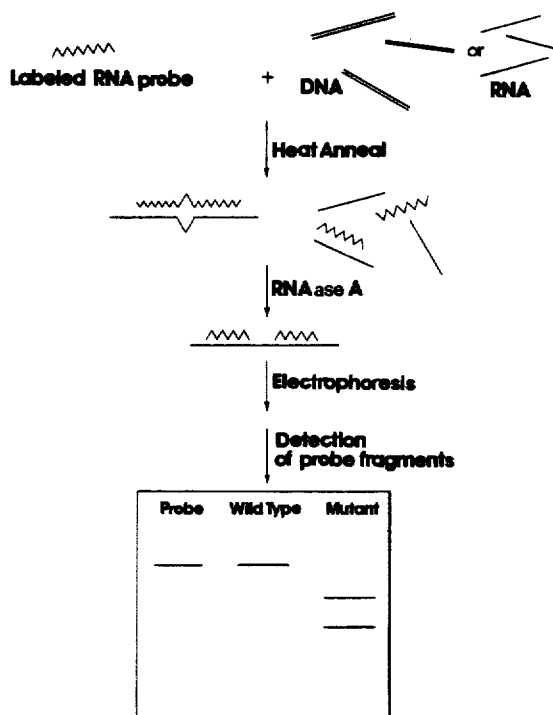 Labeled RNA probe + DNA or RNA
Heat Anneal
RNAase A
Electrophoresis
Detection
of probe fragments
Probe Wild Type Mutant